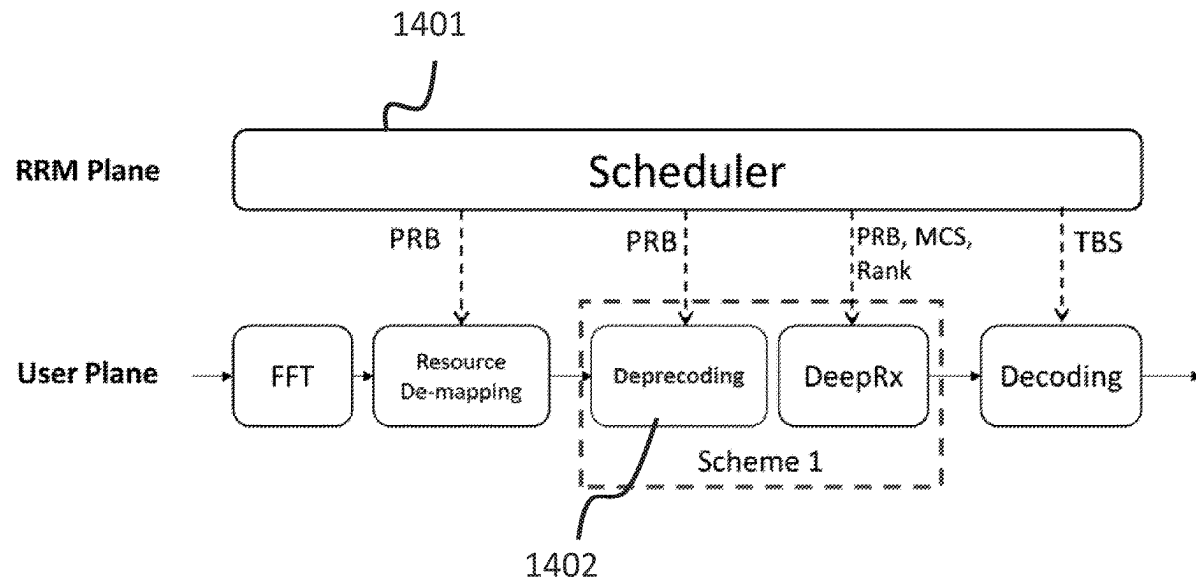 1401
RRM Plane
Scheduler
PRB
PRB
PRB, MCS,
Rank
TBS
User Plane
FFT
Resource
De-mapping
Deprecoding
DeepRx
Decoding
Scheme 1
1402